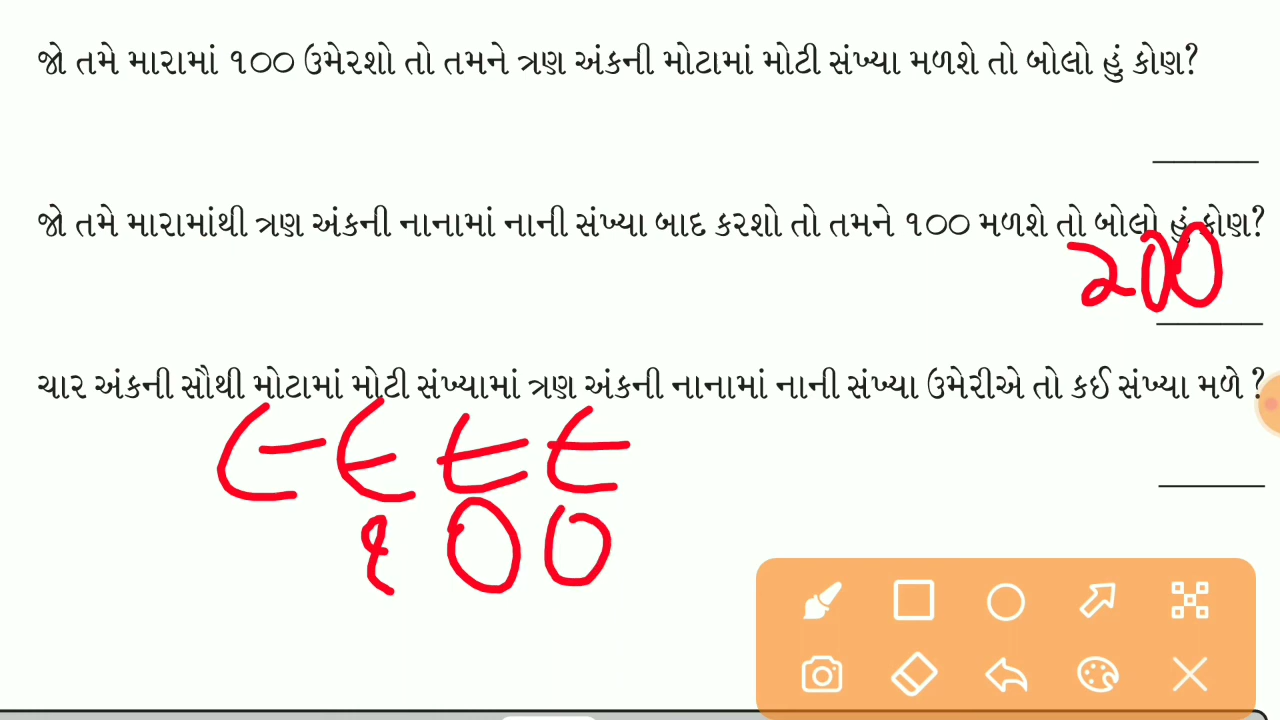 જો તમે મારામાં ૧૦૦ ઉમેરશો તો તમને ત્રણ અંકની મોટામાં મોટી સંખ્યા મળશે તો બોલો હું કોણ?
જો તમે મારામાંથી ત્રણ અંકની નાનામાં નાની સંખ્યા બાદ કરશો તો તમને ૧૦૦ મળશે તો બોલો હું કોણ?
૨૦૦
ચાર અંકની સૌથી મોટામાં મોટી સંખ્યામાં ત્રણ અંકની નાનામાં નાની સંખ્યા ઉમેરીએ તો કઈ સંખ્યા મળે ?
૯૯૯૯
૧૦૦